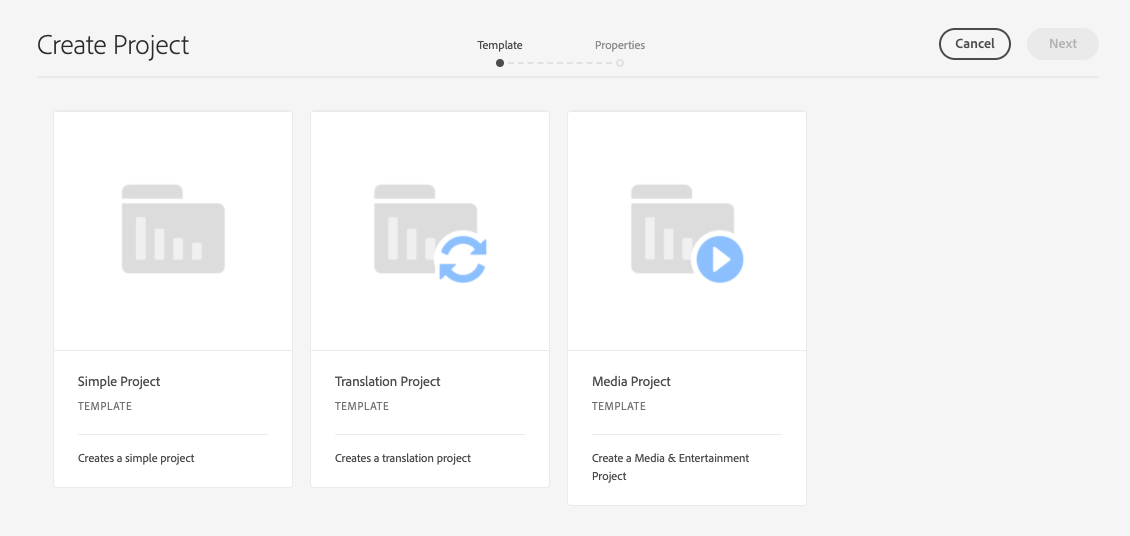 Create Project
Template
Properties
Cancel
Next
Simple Project
TEMPLATE
Creates a simple project
Translation Project
TEMPLATE
Creates a translation project
Media Project
TEMPLATE
Create a Media & Entertainment
Project